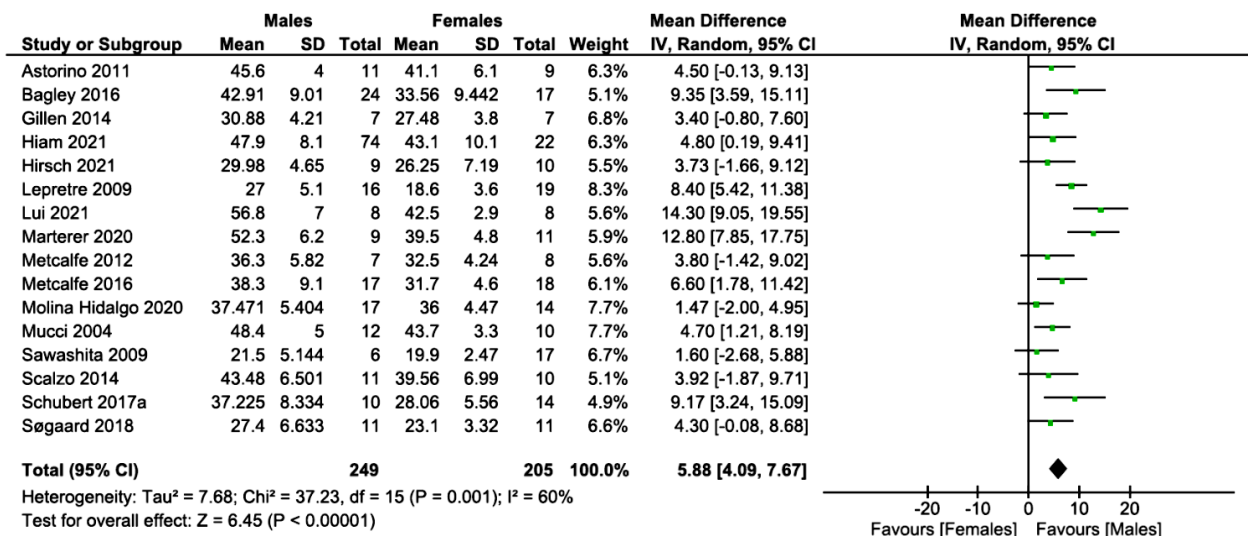 Males Females Mean Difference Mean Difference
Study or Subgroup Mean SD Total Mean SD Total Weight IV, Random, 95% CI IV, Random, 95% CI
Astorino 2011 45.6 4 11 41.1 6.1 9 6.3% 4.50 [-0.13, 9.13]
Bagley 2016 42.91 9.01 24 33.56 9.442 17 5.1% 9.35 [3.59, 15.11]
Gillen 2014 30.88 4.21 7 27.48 3.8 7 6.8% 3.40 [-0.80, 7.60]
Hiam 2021 47.9 8.1 74 43.1 10.1 22 6.3% 4.80 [0.19, 9.41]
Hirsch 2021 29.98 4.65 9 26.25 7.19 10 5.5% 3.73 [-1.66, 9.12]
Lepretre 2009 27 5.1 16 18.6 3.6 19 8.3% 8.40 [5.42, 11.38]
Lui 2021 56.8 7 8 42.5 2.9 8 5.6% 14.30 [9.05, 19.55]
Marterer 2020 52.3 6.2 9 39.5 4.8 11 5.9% 12.80 [7.85, 17.75]
Metcalfe 2012 36.3 5.82 7 32.5 4.24 8 5.6% 3.80 [-1.42, 9.02]
Metcalfe 2016 38.3 9.1 17 31.7 4.6 18 6.1% 6.60 [1.78, 11.42]
Molina Hidalgo 2020 37.471 5.404 17 36 4.47 14 7.7% 1.47 [-2.00, 4.95]
Mucci 2004 48.4 5 12 43.7 3.3 10 7.7% 4.70 [1.21, 8.19]
Sawashita 2009 21.5 5.144 6 19.9 2.47 17 6.7% 1.60 [-2.68, 5.88]
Scalzo 2014 43.48 6.501 11 39.56 6.99 10 5.1% 3.92 [-1.87, 9.71]
Schubert 2017a 37.225 8.334 10 28.06 5.56 14 4.9% 9.17 [3.24, 15.09]
Søgaard 2018 27.4 6.633 11 23.1 3.32 11 6.6% 4.30 [-0.08, 8.68]
Total (95% CI) 249 205 100.0% 5.88 [4.09, 7.67]
Heterogeneity: Tau² = 7.68; Chi² = 37.23, df = 15 (P = 0.001); I² = 60%
Test for overall effect: Z = 6.45 (P < 0.00001)
-20 -10 0 10 20
Favours [Females] Favours [Males]